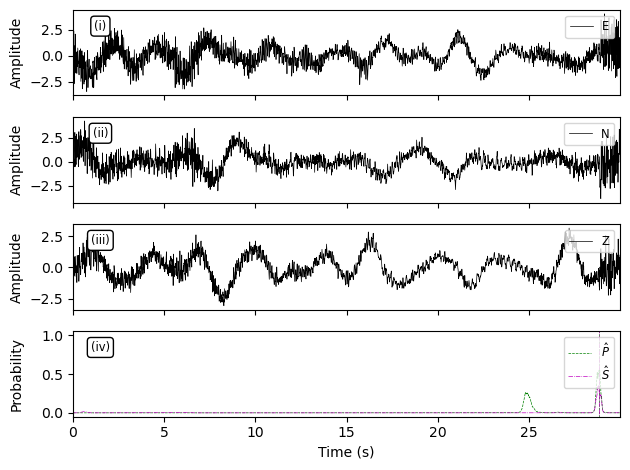 Amplitude
2.5
0.0
−2.5
(i)
E
Amplitude
2.5
0.0
−2.5
(ii)
N
Amplitude
2.5
0.0
−2.5
(iii)
Z
Probability
1.0
0.5
0.0
(iv)
P̂
Ŝ
0 5 10 15 20 25
Time (s)